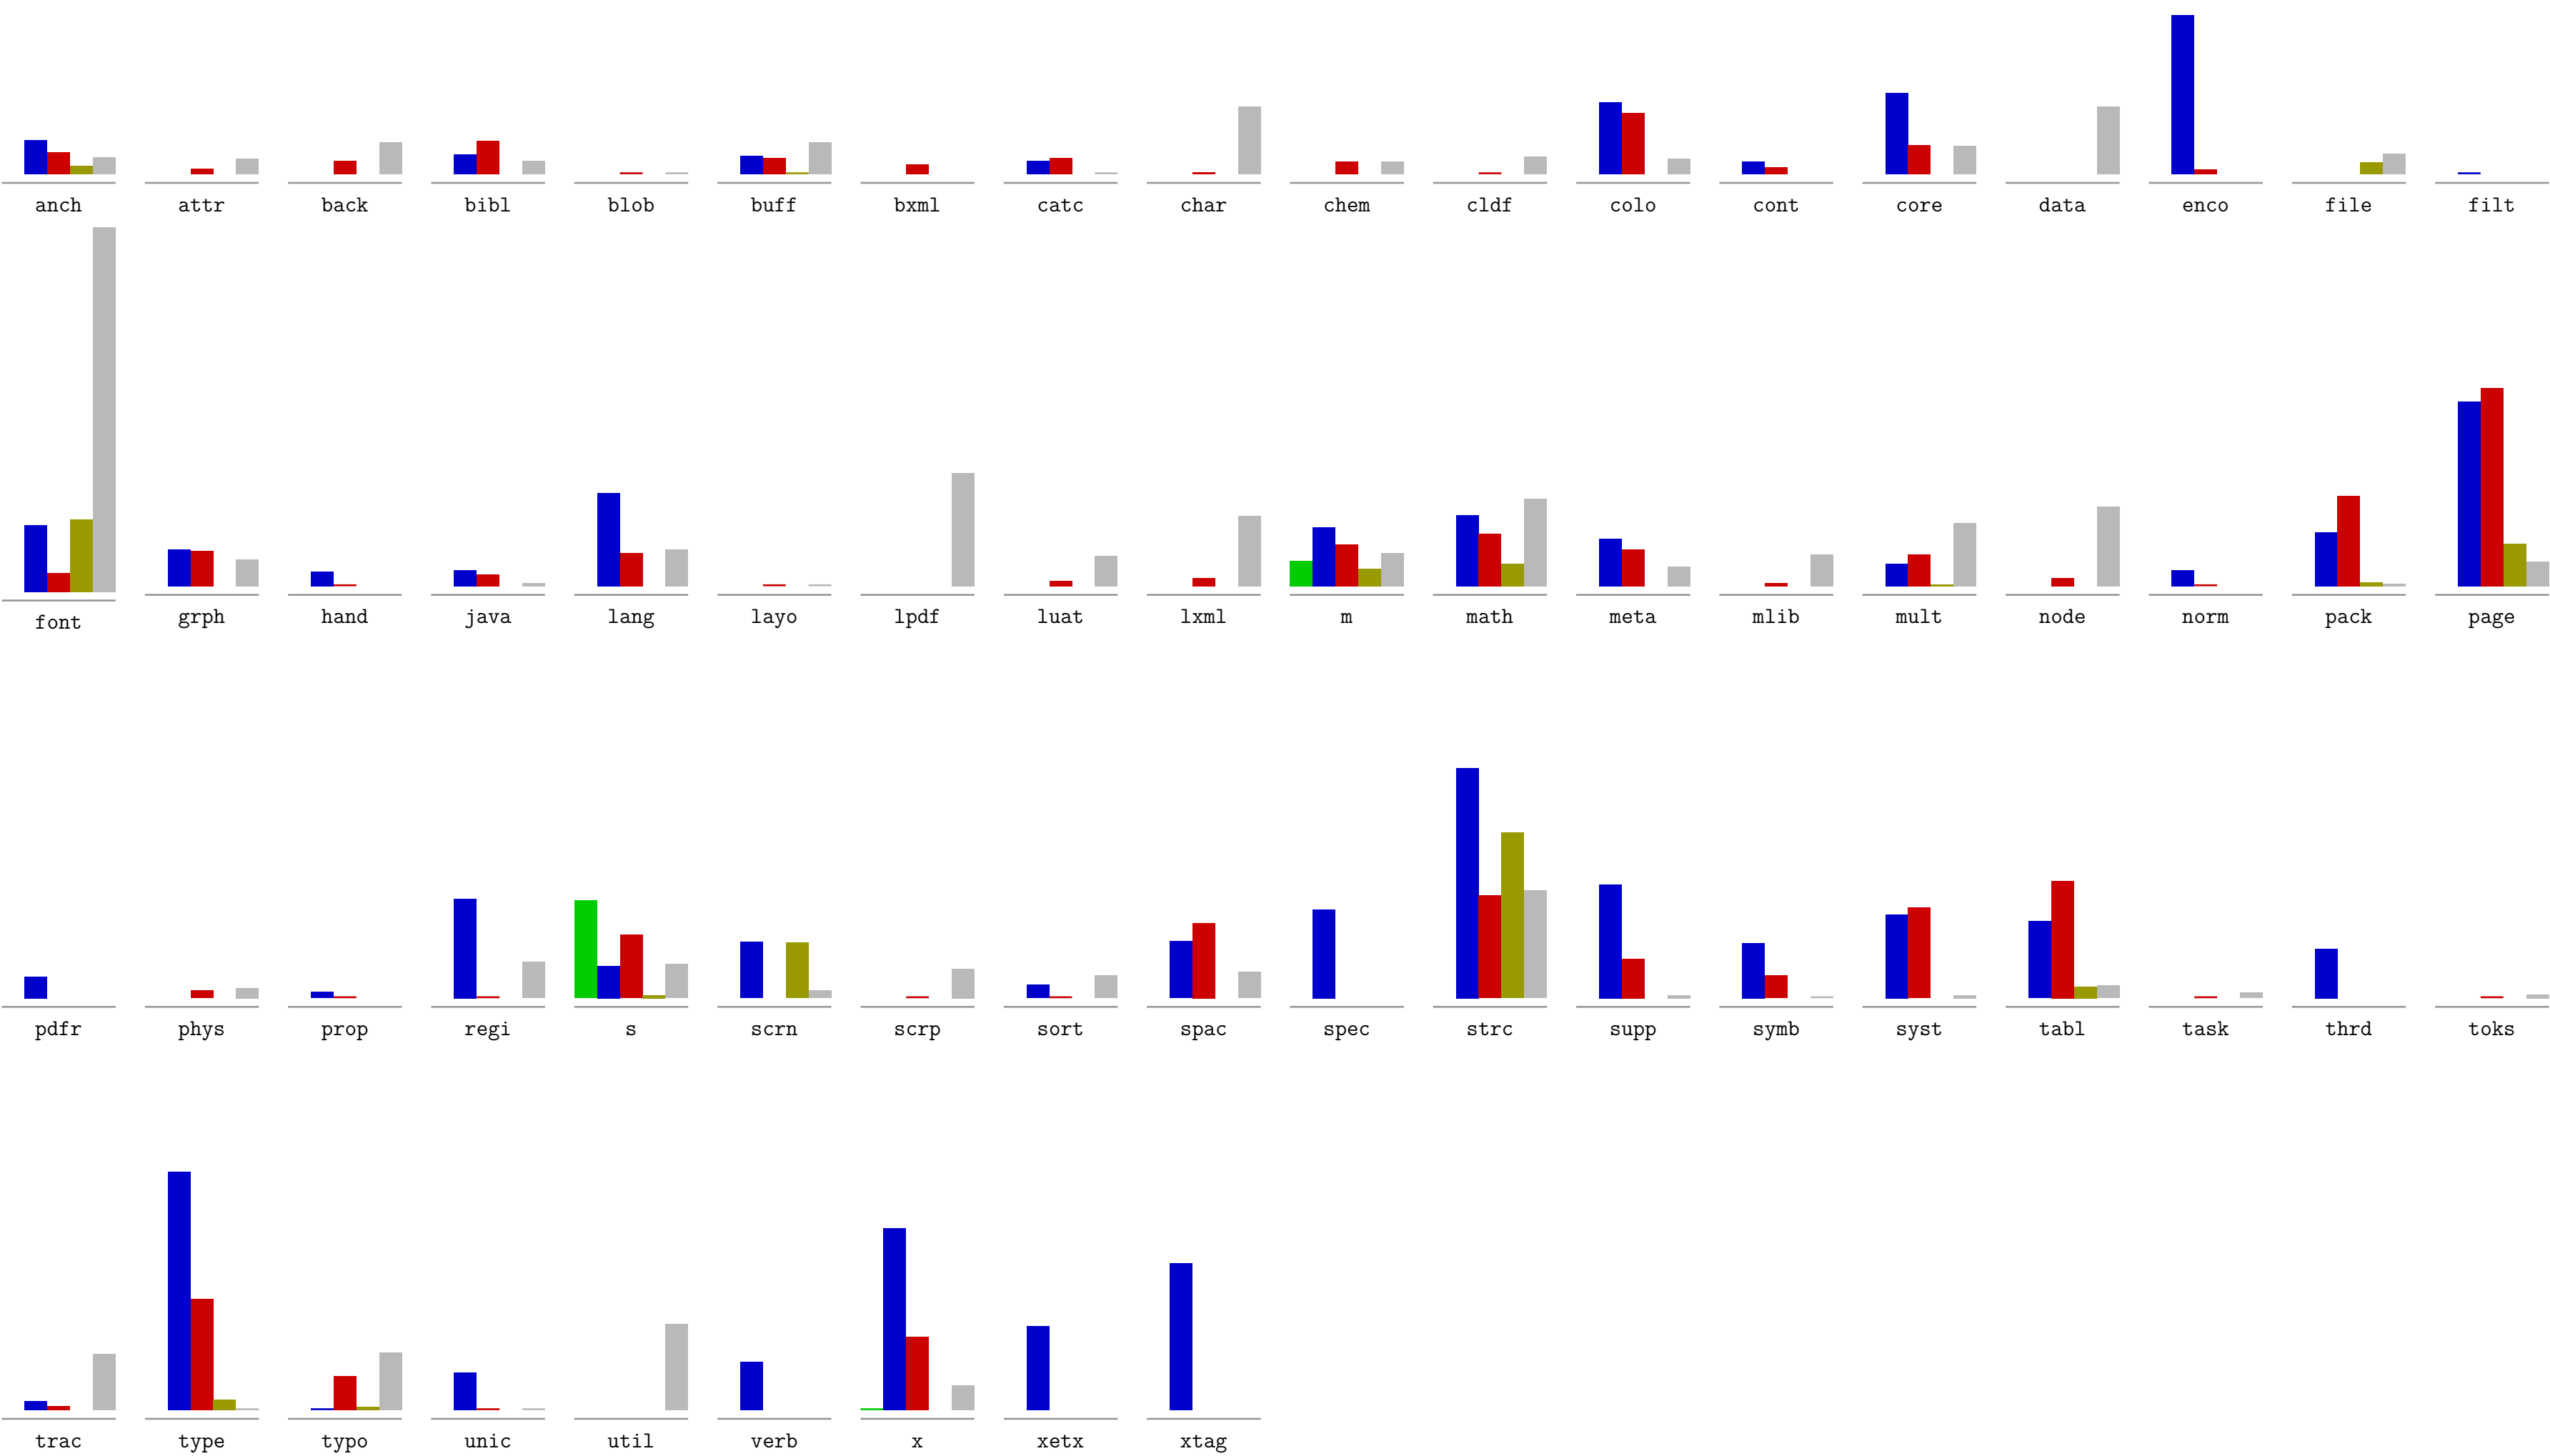 anch attr back bibl blob buff bxml catc char chem cldf colo cont core data enco file filt
font grph hand java lang layo lpdf luat lxml m math meta mlib mult node norm pack page
pdfr phys prop regi s scrn scrp sort spac spec strc supp symb syst tabl task thrd toks
trac type typo unic util verb x xetx xtag